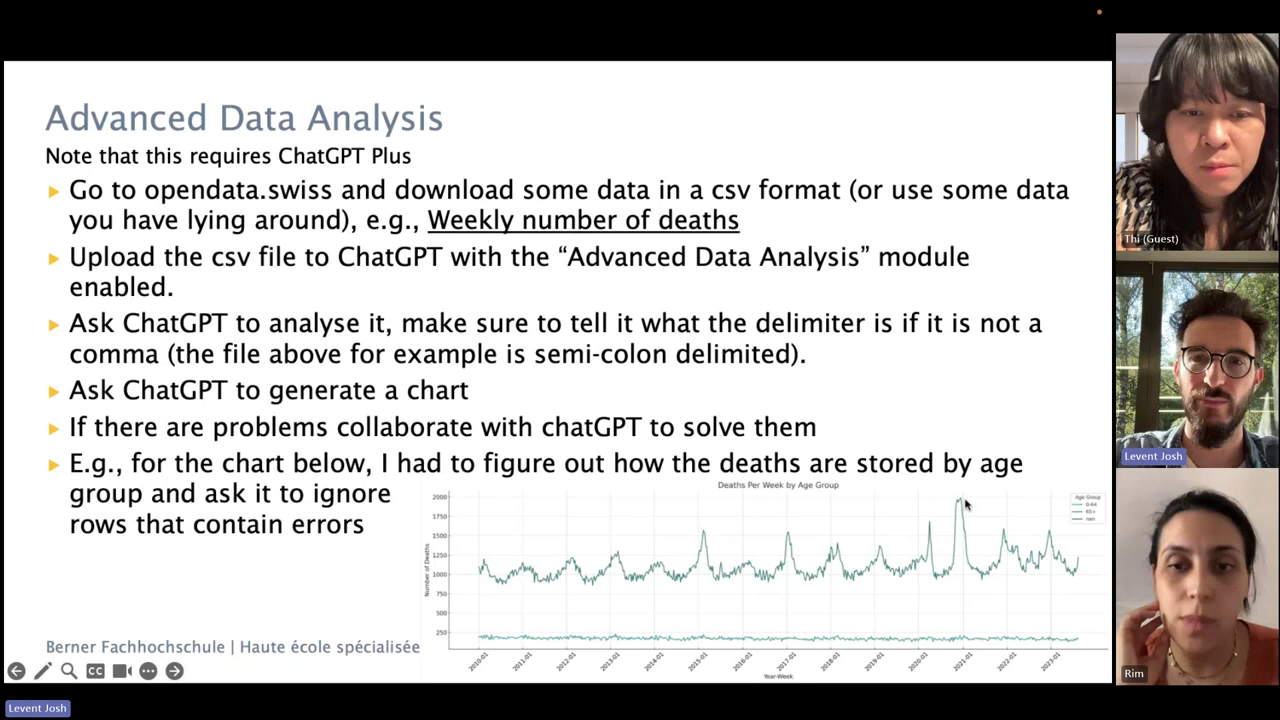 Advanced Data Analysis
Note that this requires ChatGPT Plus
Go to opendata.swiss and download some data in a csv format (or use some data
you have lying around), e.g., Weekly number of deaths
Upload the csv file to ChatGPT with the “Advanced Data Analysis” module
enabled.
Ask ChatGPT to analyse it, make sure to tell it what the delimiter is if it is not a
comma (the file above for example is semi-colon delimited).
Ask ChatGPT to generate a chart
If there are problems collaborate with chatGPT to solve them
E.g., for the chart below, I had to figure out how the deaths are stored by age
group and ask it to ignore
rows that contain errors
Deaths Per Week by Age Group
Number of Deaths
2000
1750
1500
1250
1000
750
500
250
Age Group
0-64
65+
nan
2010-01
2011-01
2012-01
2013-01
2014-01
2015-01
2016-01
2017-01
2018-01
2019-01
2020-01
2021-01
2022-01
2023-01
Year-Week
Berner Fachhochschule | Haute école spécialisée
CC
Thi (Guest)
Levent Josh
Rim
Levent Josh